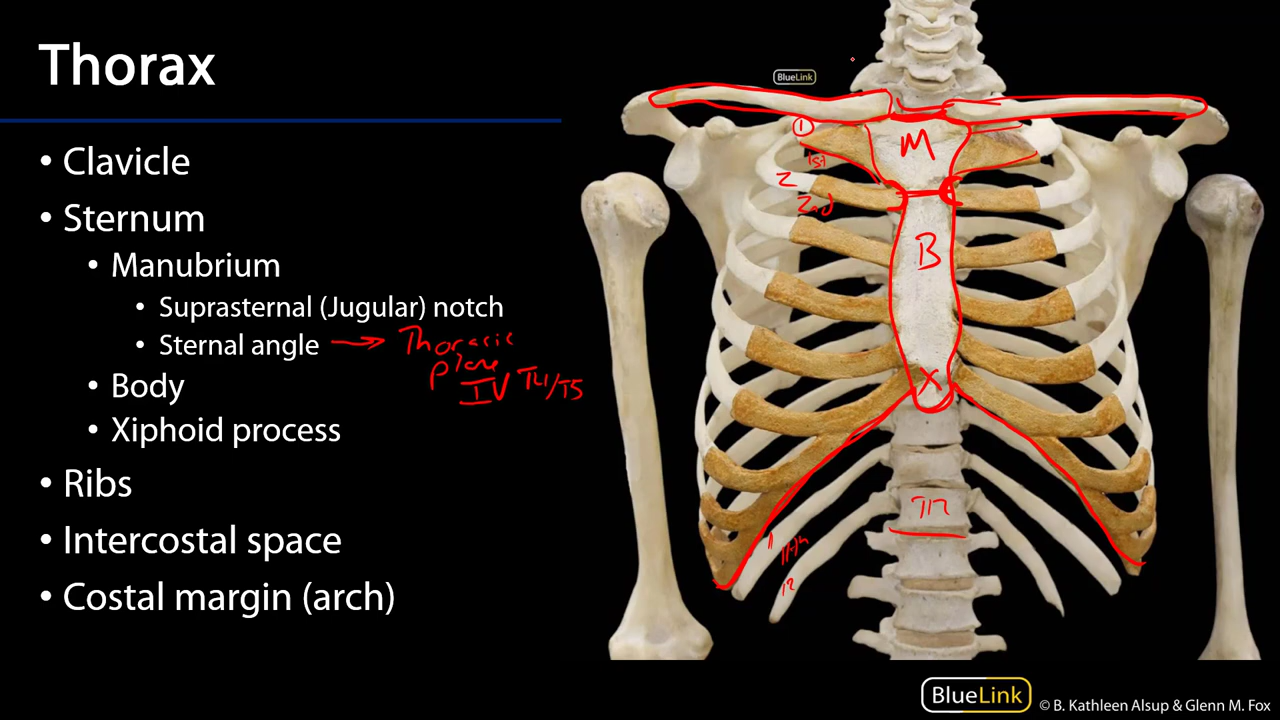 Thorax
• Clavicle
• Sternum
• Manubrium
• Suprasternal (Jugular) notch
• Sternal angle → Thoracic
plane
IV T4/T5
• Body
• Xiphoid process
• Ribs
• Intercostal space
• Costal margin (arch)
BlueLink
1
M
1st
2
2nd
B
X
T12
11
11th
12
BlueLink
© B. Kathleen Alsup & Glenn M. Fox